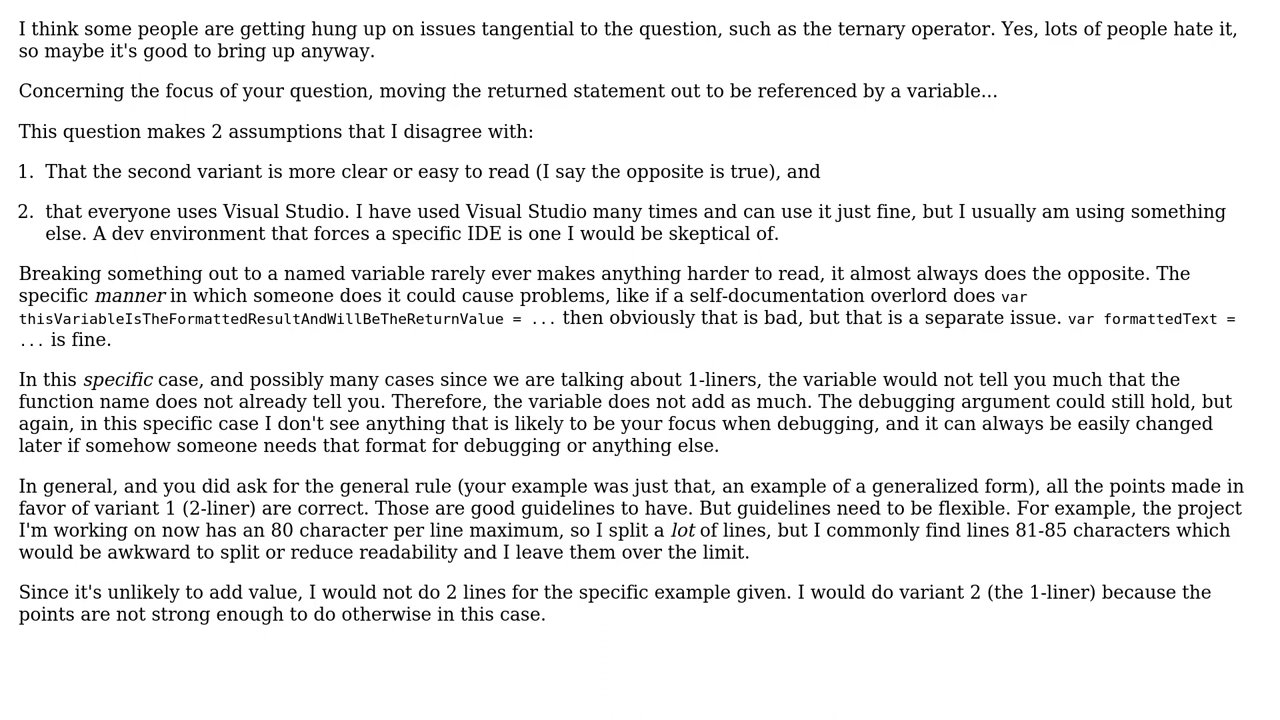 I think some people are getting hung up on issues tangential to the question, such as the ternary operator. Yes, lots of people hate it,
so maybe it's good to bring up anyway.
Concerning the focus of your question, moving the returned statement out to be referenced by a variable...
This question makes 2 assumptions that I disagree with:
1. That the second variant is more clear or easy to read (I say the opposite is true), and
2. that everyone uses Visual Studio. I have used Visual Studio many times and can use it just fine, but I usually am using something
else. A dev environment that forces a specific IDE is one I would be skeptical of.
Breaking something out to a named variable rarely ever makes anything harder to read, it almost always does the opposite. The
specific manner in which someone does it could cause problems, like if a self-documentation overlord does var
thisVariableIsTheFormattedResultAndWillBeTheReturnValue = ... then obviously that is bad, but that is a separate issue. var formattedText =
... is fine.
In this specific case, and possibly many cases since we are talking about 1-liners, the variable would not tell you much that the
function name does not already tell you. Therefore, the variable does not add as much. The debugging argument could still hold, but
again, in this specific case I don't see anything that is likely to be your focus when debugging, and it can always be easily changed
later if somehow someone needs that format for debugging or anything else.
In general, and you did ask for the general rule (your example was just that, an example of a generalized form), all the points made in
favor of variant 1 (2-liner) are correct. Those are good guidelines to have. But guidelines need to be flexible. For example, the project
I'm working on now has an 80 character per line maximum, so I split a lot of lines, but I commonly find lines 81-85 characters which
would be awkward to split or reduce readability and I leave them over the limit.
Since it's unlikely to add value, I would not do 2 lines for the specific example given. I would do variant 2 (the 1-liner) because the
points are not strong enough to do otherwise in this case.